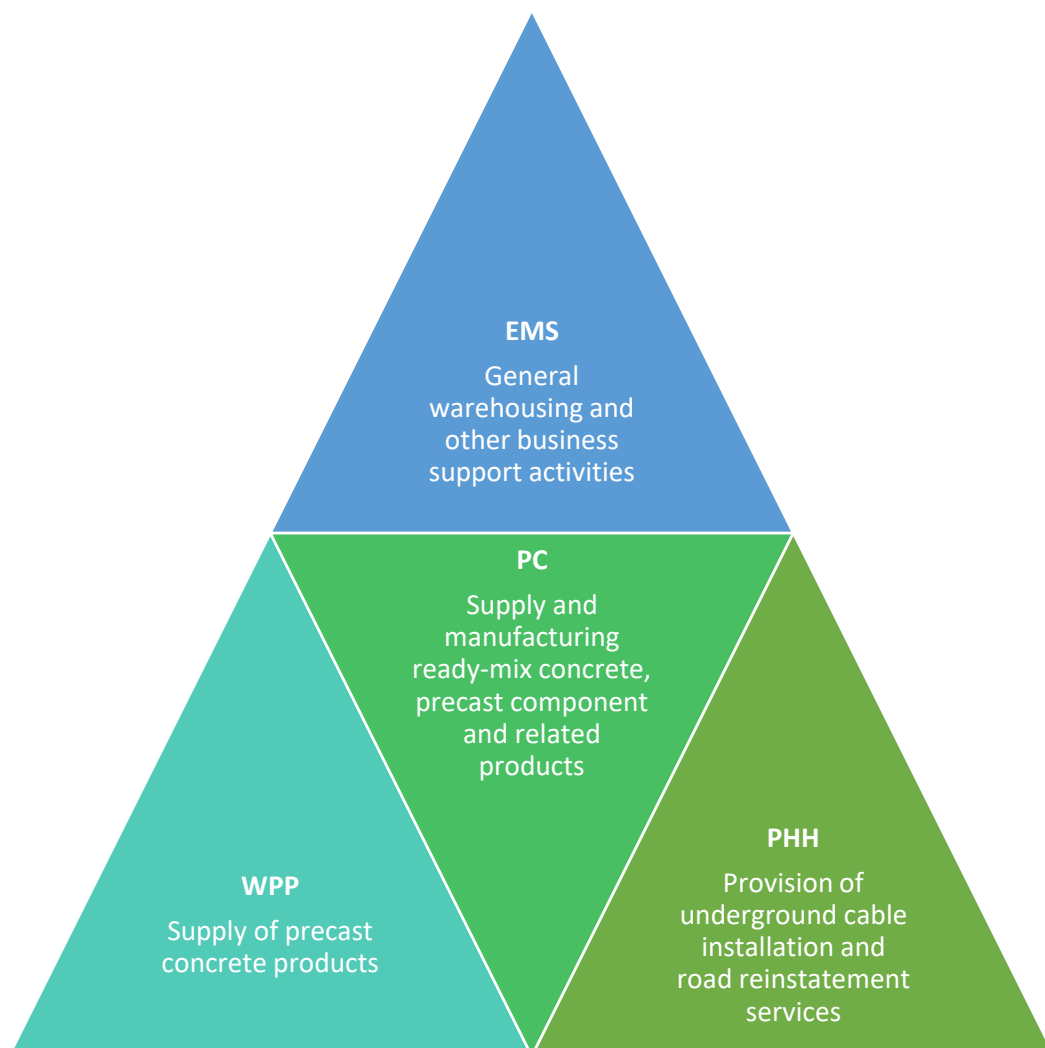 EMS
General
warehousing and
other business
support activities
PC
Supply and
manufacturing
ready-mix concrete,
precast component
and related
products
WPP
Supply of precast
concrete products
PHH
Provision of
underground cable
installation and
road reinstatement
services